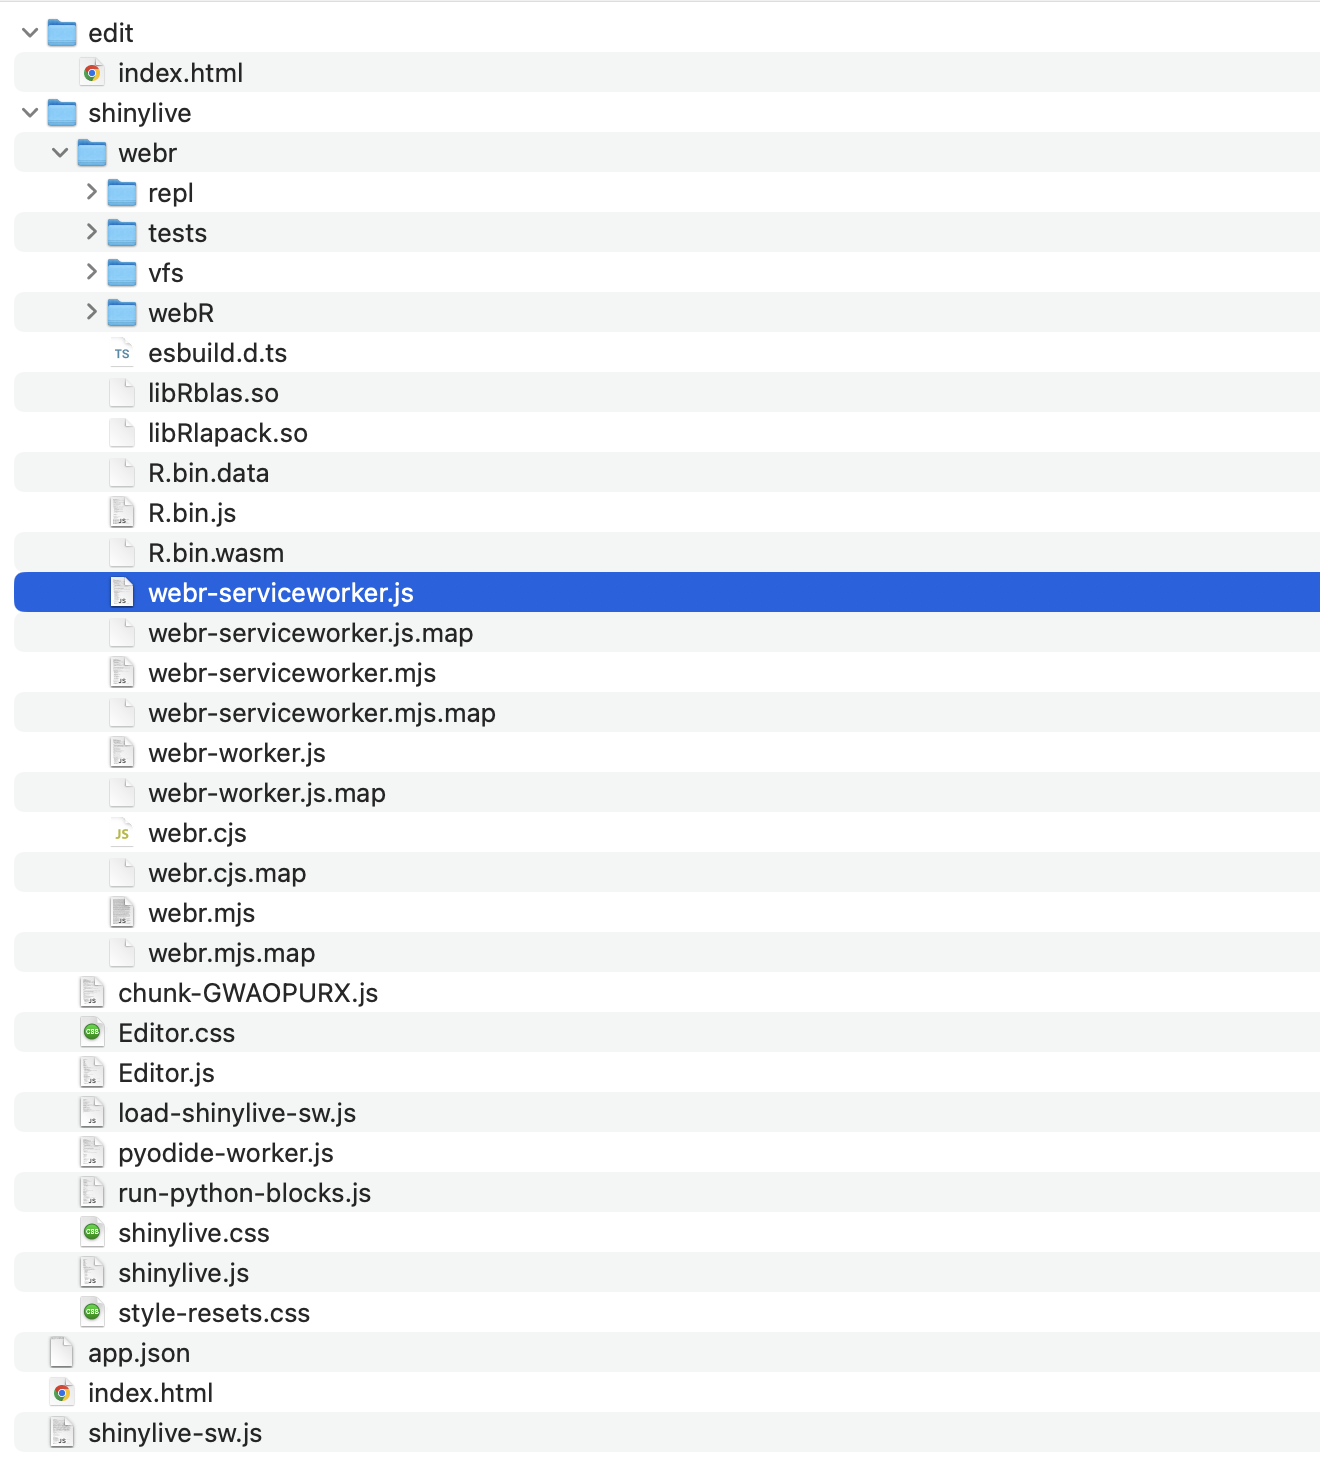 edit
index.html
shinylive
webr
repl
tests
vfs
webR
esbuild.d.ts
libRblas.so
libRlapack.so
R.bin.data
R.bin.js
R.bin.wasm
webr-serviceworker.js
webr-serviceworker.js.map
webr-serviceworker.mjs
webr-serviceworker.mjs.map
webr-worker.js
webr-worker.js.map
webr.cjs
webr.cjs.map
webr.mjs
webr.mjs.map
chunk-GWAOPURX.js
Editor.css
Editor.js
load-shinylive-sw.js
pyodide-worker.js
run-python-blocks.js
shinylive.css
shinylive.js
style-resets.css
app.json
index.html
shinylive-sw.js